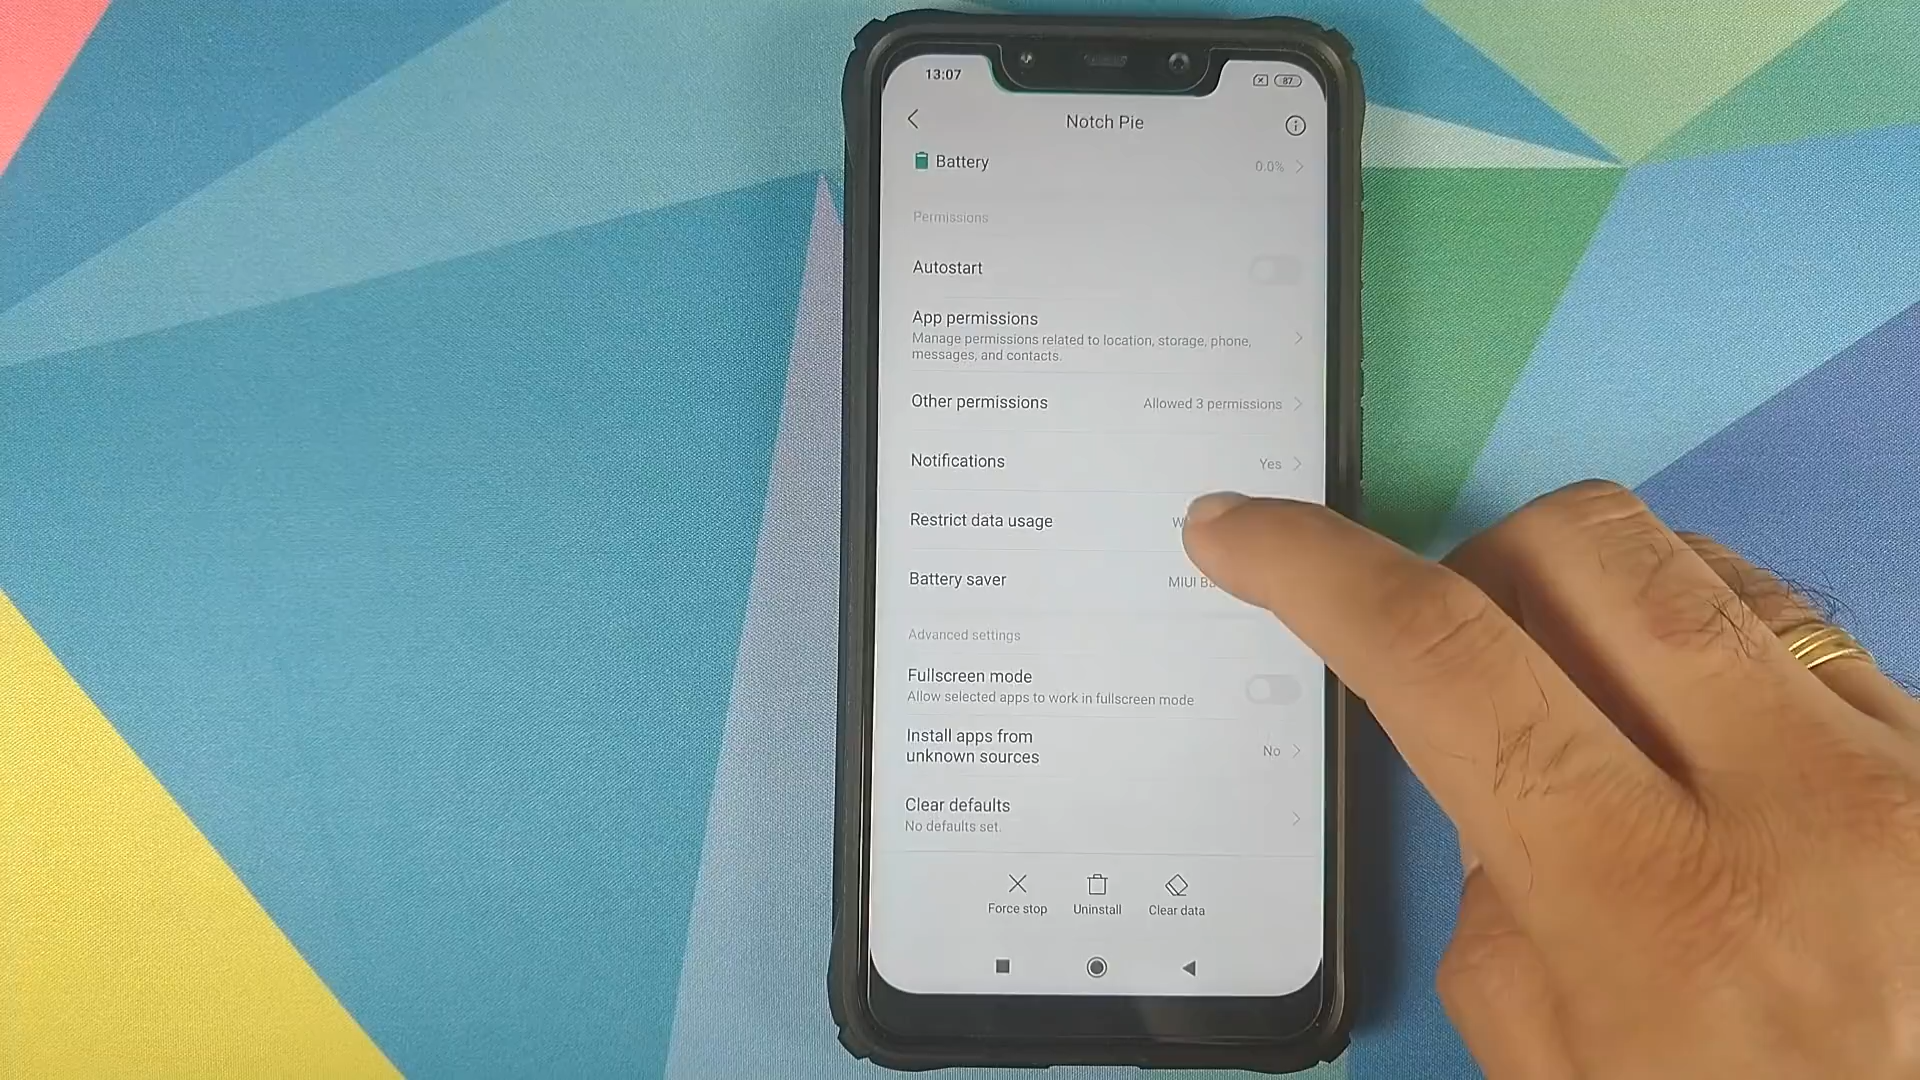 13:07
87
Notch Pie
Battery
0.0%
Permissions
Autostart
App permissions
Manage permissions related to location, storage, phone,
messages, and contacts.
Other permissions
Allowed 3 permissions
Notifications
Yes
Restrict data usage
Battery saver
MIUI
Advanced settings
Fullscreen mode
Allow selected apps to work in fullscreen mode
Install apps from
unknown sources
No
Clear defaults
No defaults set.
Force stop
Uninstall
Clear data